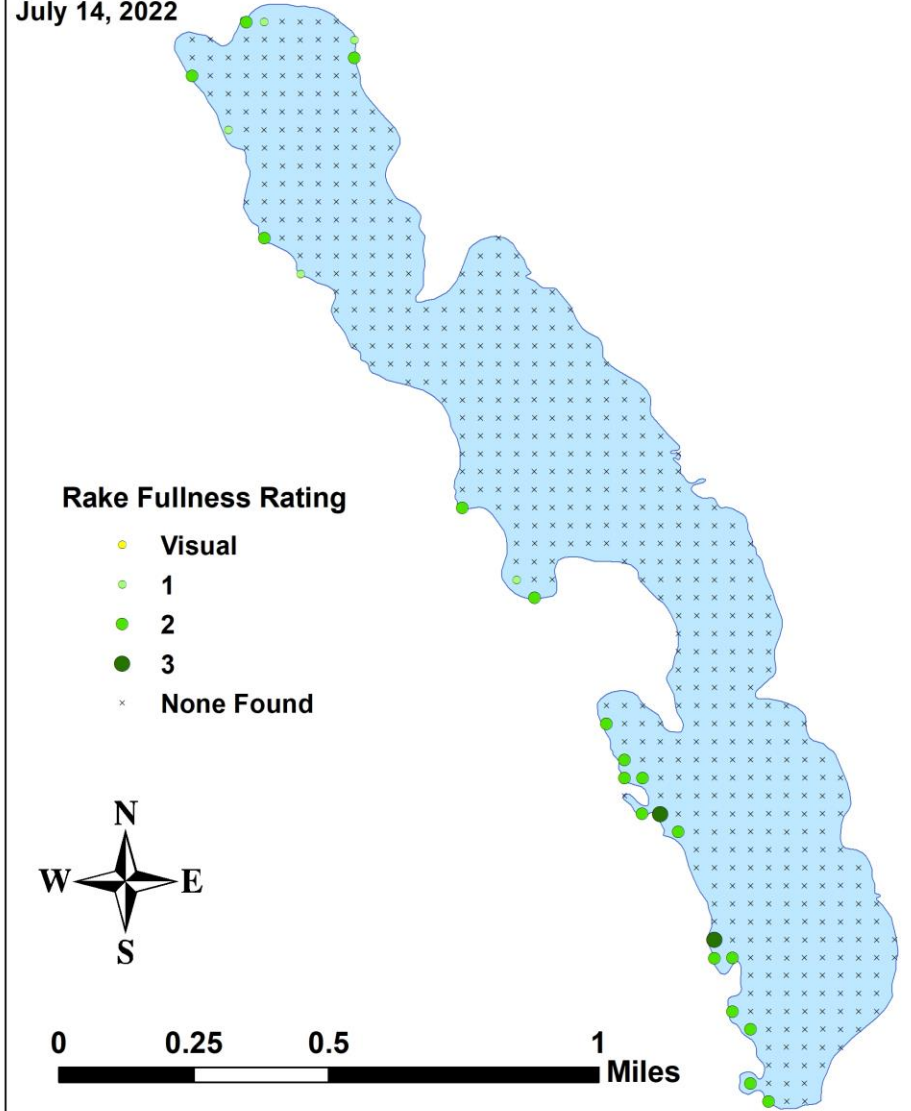 July 14, 2022
Rake Fullness Rating
Visual
1
2
3
None Found
N
W E
S
0 0.25 0.5 1
Miles